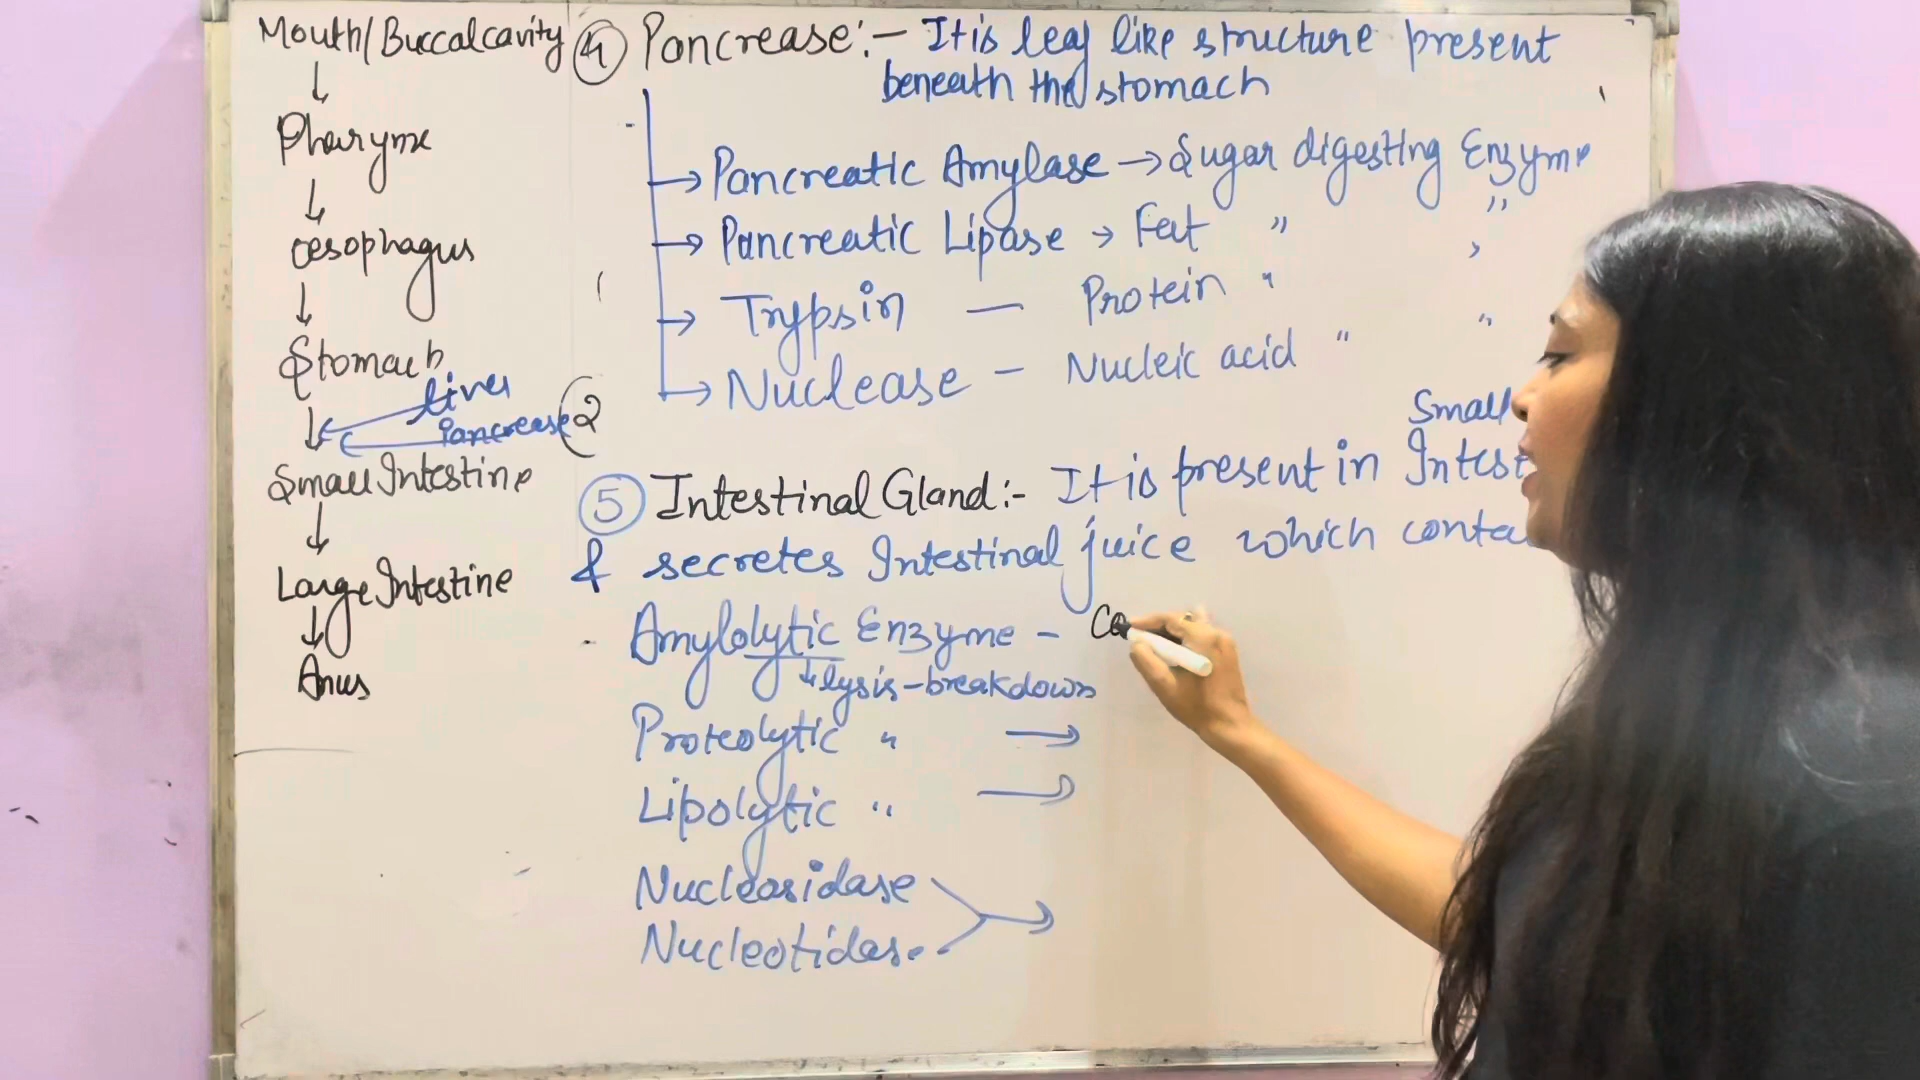 Mouth/Buccalcavity
↓
Pharynx
↓
Oesophagus
↓
Stomach
↓ Liver
Pancrease (2
Small Intestine
↓
Large Intestine
↓
Anus
④ Pancrease:- It is leaf like structure present
beneath the stomach
→ Pancreatic Amylase → Sugar digesting Enzyme
→ Pancreatic Lipase → Fat " "
→ Trypsin — Protein " "
→ Nuclease - Nucleic acid " "
Small
⑤ Intestinal Gland:- It is present in Intest
& secretes Intestinal juice which conta
Amylolytic Enzyme - Ca
↓ lysis-breakdown
Proteolytic " →
Lipolytic " →
Nucleosidase
Nucleotidase →